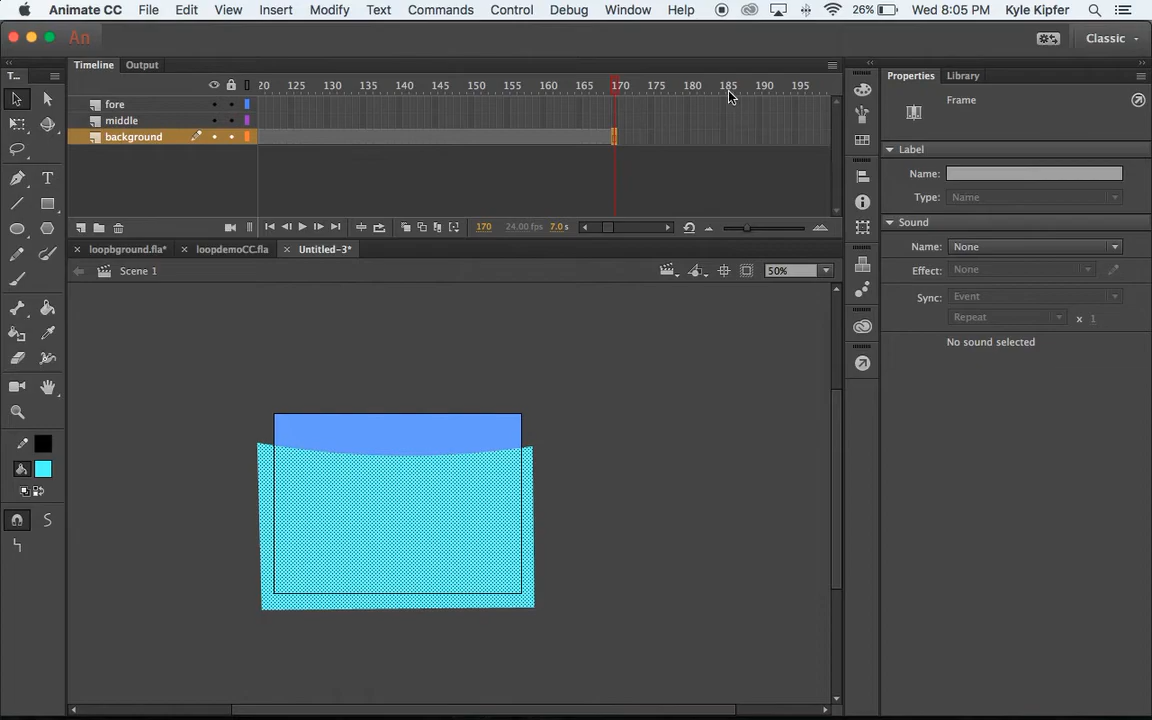 Animate CC File Edit View Insert Modify Text Commands Control Debug Window Help 26% Wed 8:05 PM Kyle Kipfer
An Classic
T... Timeline Output Properties Library
20 125 130 135 140 145 150 155 160 165 170 175 180 185 190 195
Frame
fore
middle
background
Label
Name:
Type: Name
Sound
170 24.00 fps 7.0 s
Name: None
loopbground.fla* loopdemoCC.fla Untitled-3*
Effect: None
Scene 1 50%
Sync: Event
Repeat x 1
No sound selected